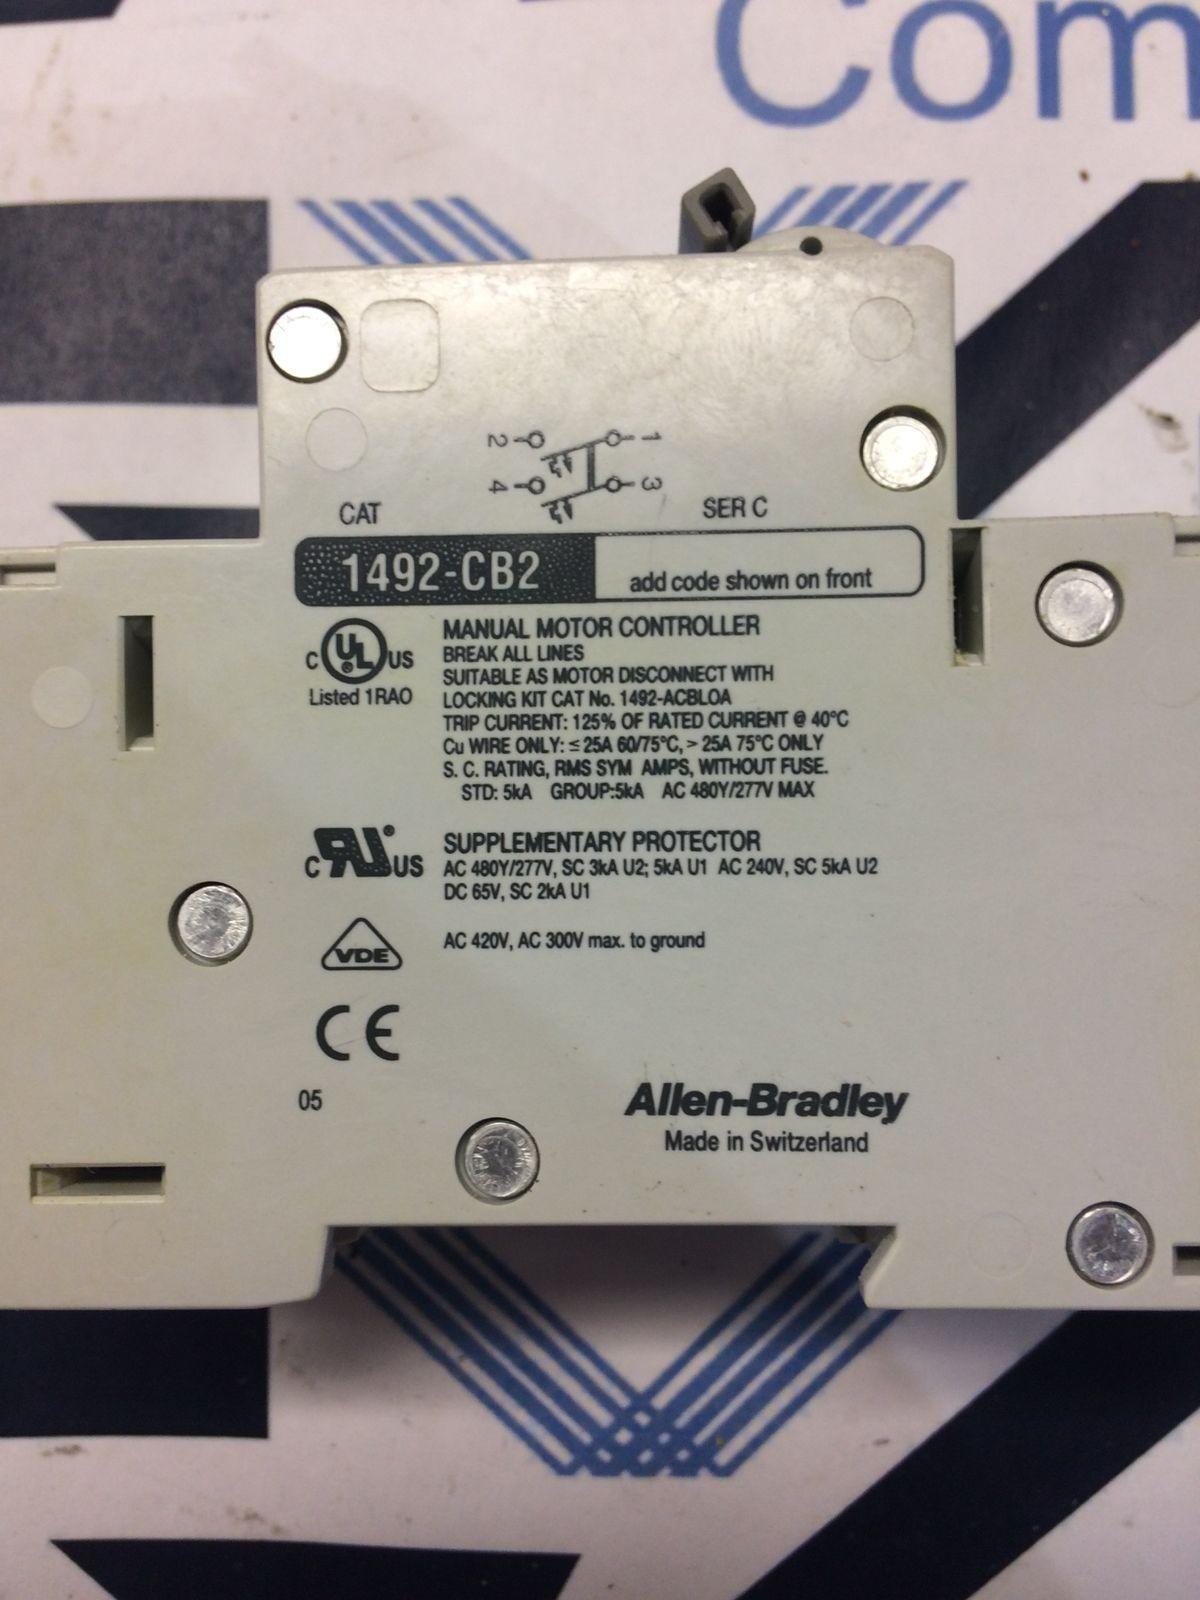 Com
2 1
4 3
CAT SER C
1492-CB2 add code shown on front
C UL ® US
Listed 1RAO
MANUAL MOTOR CONTROLLER
BREAK ALL LINES
SUITABLE AS MOTOR DISCONNECT WITH
LOCKING KIT CAT No. 1492-ACBLOA
TRIP CURRENT: 125% OF RATED CURRENT @ 40°C
Cu WIRE ONLY: ≤ 25A 60/75°C, > 25A 75°C ONLY
S. C. RATING, RMS SYM AMPS, WITHOUT FUSE.
STD: 5kA GROUP:5kA AC 480Y/277V MAX
C RU ® US
SUPPLEMENTARY PROTECTOR
AC 480Y/277V, SC 3kA U2; 5kA U1 AC 240V, SC 5kA U2
DC 65V, SC 2kA U1
VDE
AC 420V, AC 300V max. to ground
CE
05
Allen-Bradley
Made in Switzerland